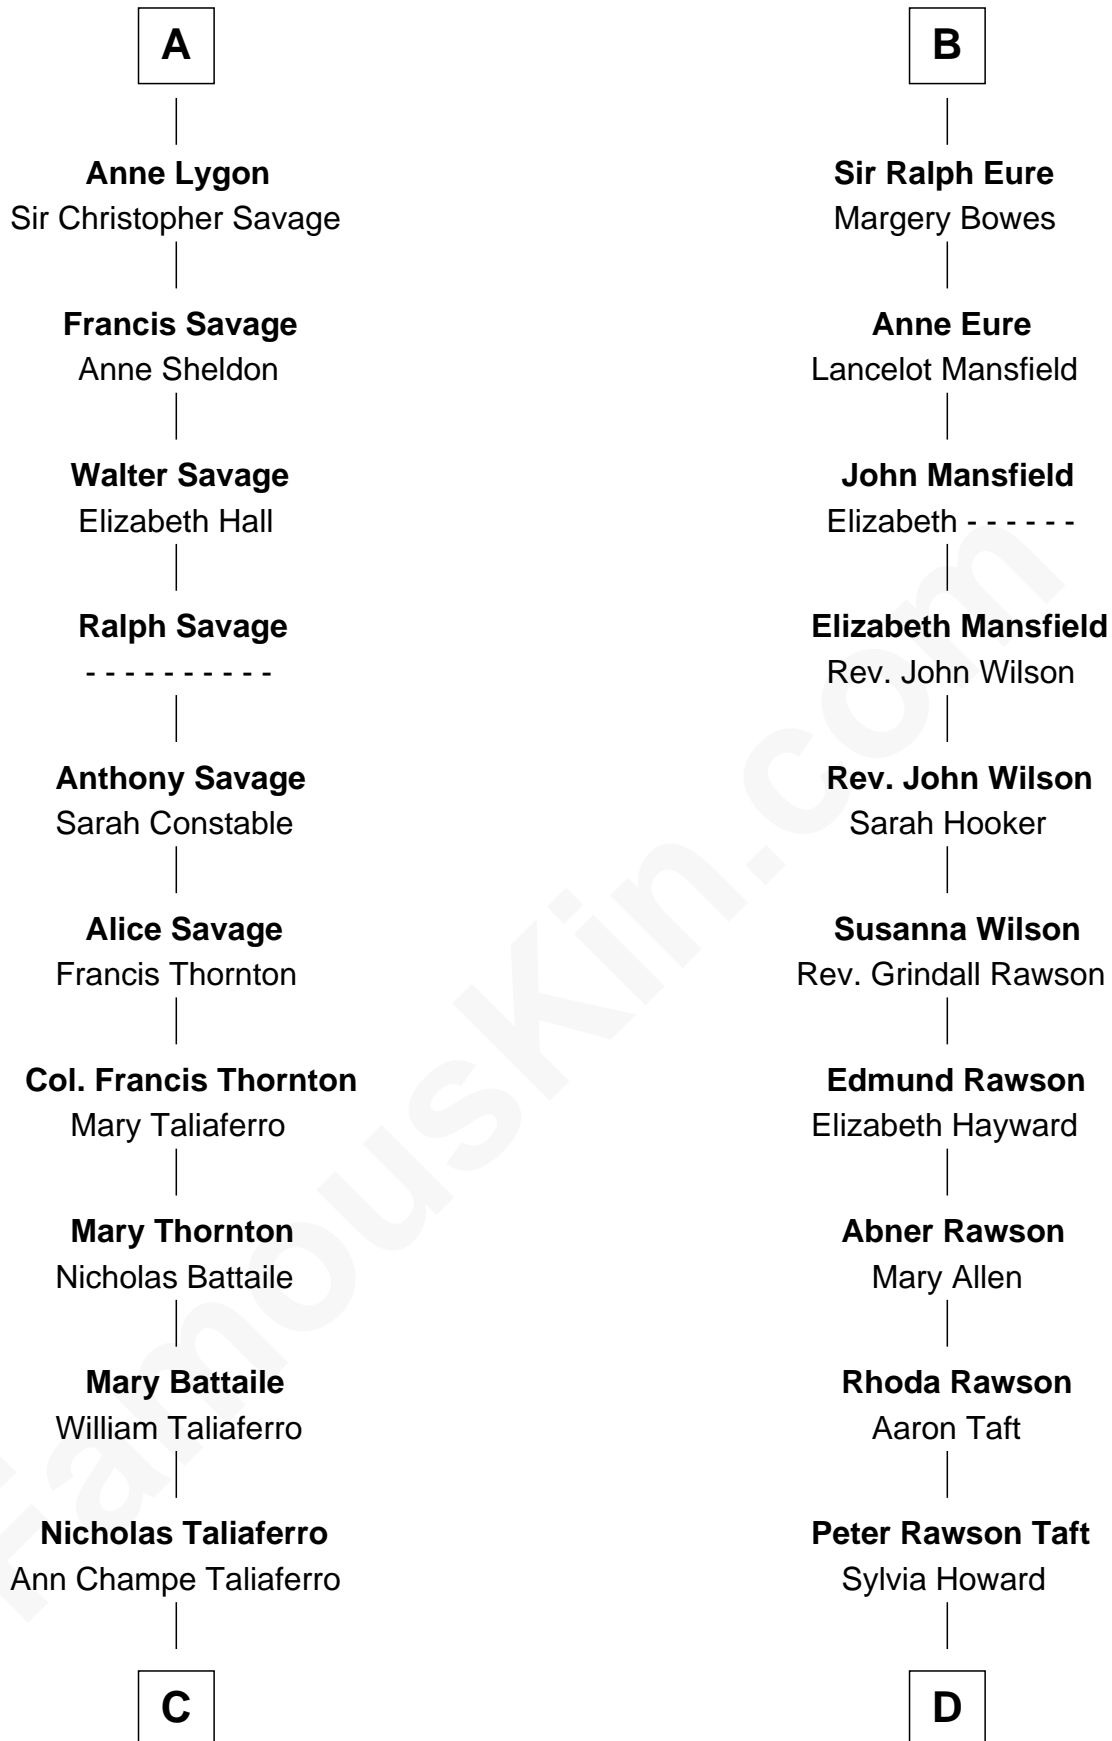 A
Anne Lygon
Sir Christopher Savage
Francis Savage
Anne Sheldon
Walter Savage
Elizabeth Hall
Ralph Savage
- - - - - - - - - -
Anthony Savage
Sarah Constable
Alice Savage
Francis Thornton
Col. Francis Thornton
Mary Taliaferro
Mary Thornton
Nicholas Battaile
Mary Battaile
William Taliaferro
Nicholas Taliaferro
Ann Champe Taliaferro
C
B
Sir Ralph Eure
Margery Bowes
Anne Eure
Lancelot Mansfield
John Mansfield
Elizabeth - - - - - -
Elizabeth Mansfield
Rev. John Wilson
Rev. John Wilson
Sarah Hooker
Susanna Wilson
Rev. Grindall Rawson
Edmund Rawson
Elizabeth Hayward
Abner Rawson
Mary Allen
Rhoda Rawson
Aaron Taft
Peter Rawson Taft
Sylvia Howard
D
FamousKin.com